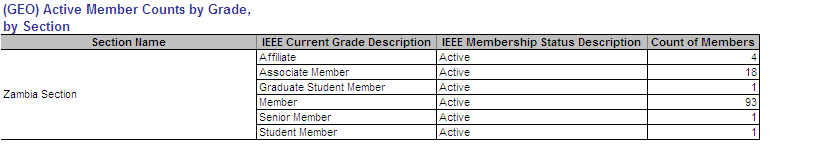 (GEO) Active Member Counts by Grade,
by Section
Section Name IEEE Current Grade Description IEEE Membership Status Description Count of Members
Zambia Section
Affiliate Active 4
Associate Member Active 18
Graduate Student Member Active 1
Member Active 93
Senior Member Active 1
Student Member Active 1